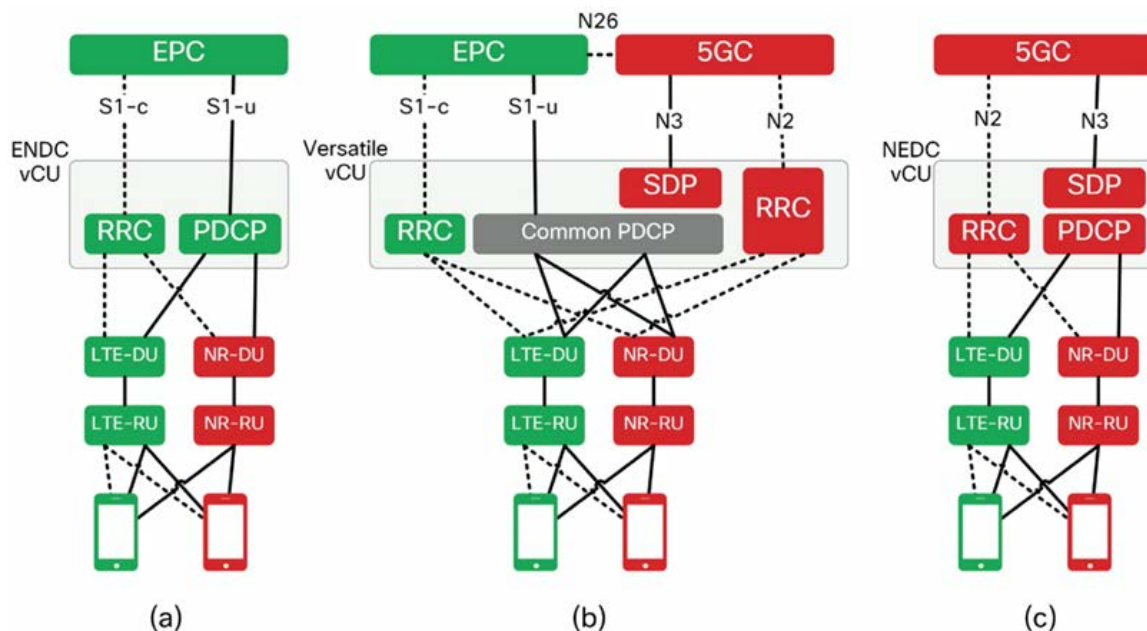 N26
EPC
EPC
5GC
5GC
S1-c
S1-u
S1-c
S1-u
N3
N2
N2
N3
ENDC
vCU
Versatile
vCU
NEDC
vCU
SDP
SDP
RRC
PDCP
RRC
Common PDCP
RRC
RRC
PDCP
LTE-DU
NR-DU
LTE-DU
NR-DU
LTE-DU
NR-DU
LTE-RU
NR-RU
LTE-RU
NR-RU
LTE-RU
NR-RU
(a)
(b)
(c)